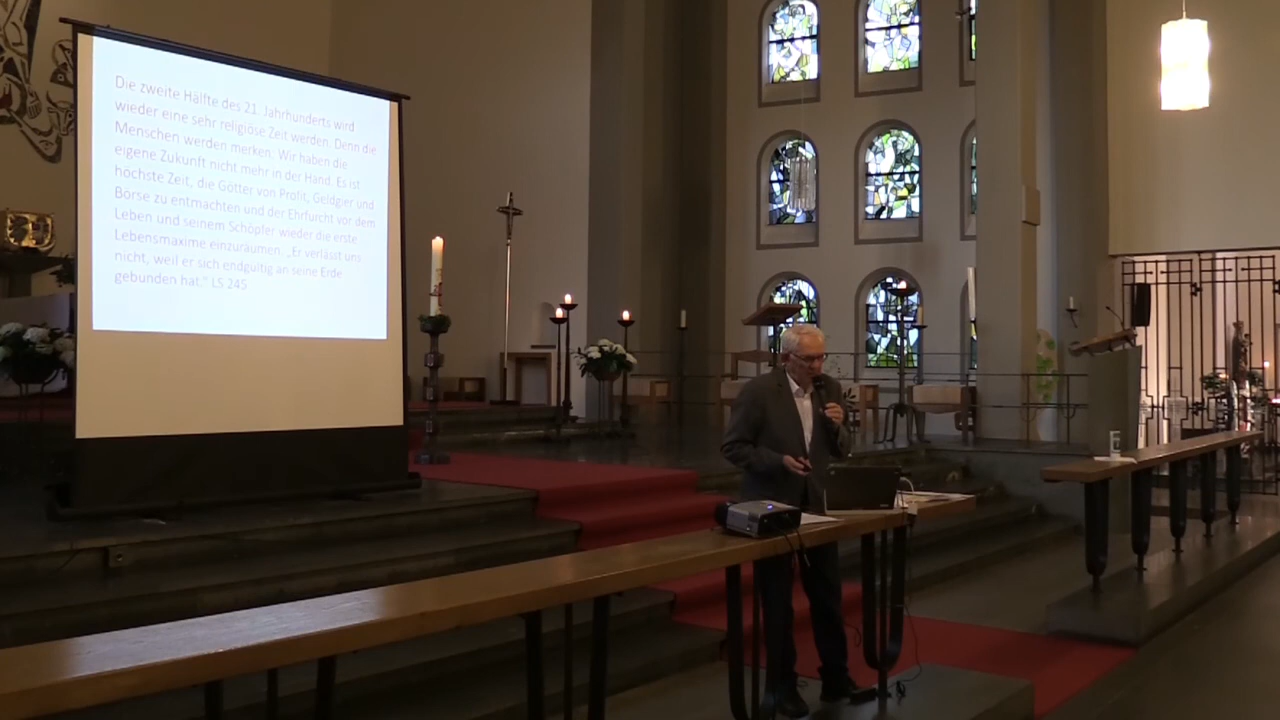 Die zweite Hälfte des 21. Jahrhunderts wird
wieder eine sehr religiöse Zeit werden. Denn die
Menschen werden merken: Wir haben die
eigene Zukunft nicht mehr in der Hand. Es ist
höchste Zeit, die Götter von Profit, Geldgier und
Börse zu entmachten und der Ehrfurcht vor dem
Leben und seinem Schöpfer wieder die erste
Lebensmaxime einzuräumen. „Er verlässt uns
nicht, weil er sich endgültig an seine Erde
gebunden hat." LS 245